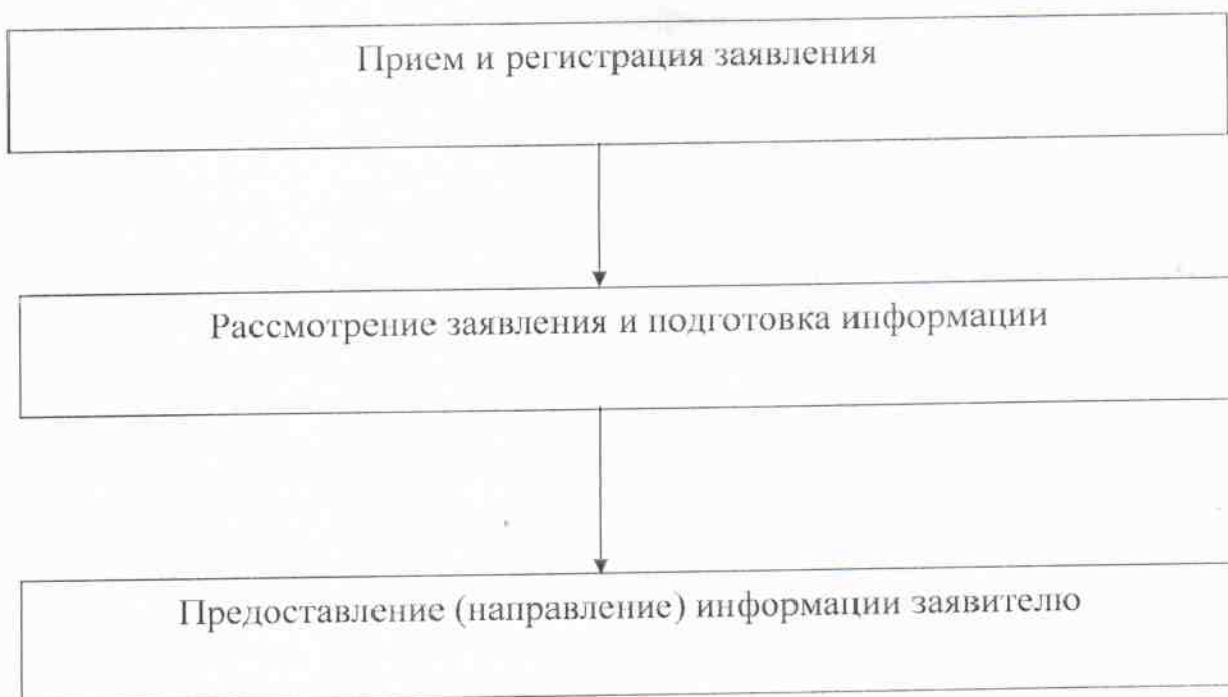 Прием и регистрация заявления
Рассмотрение заявления и подготовка информации
Предоставление (направление) информации заявителю